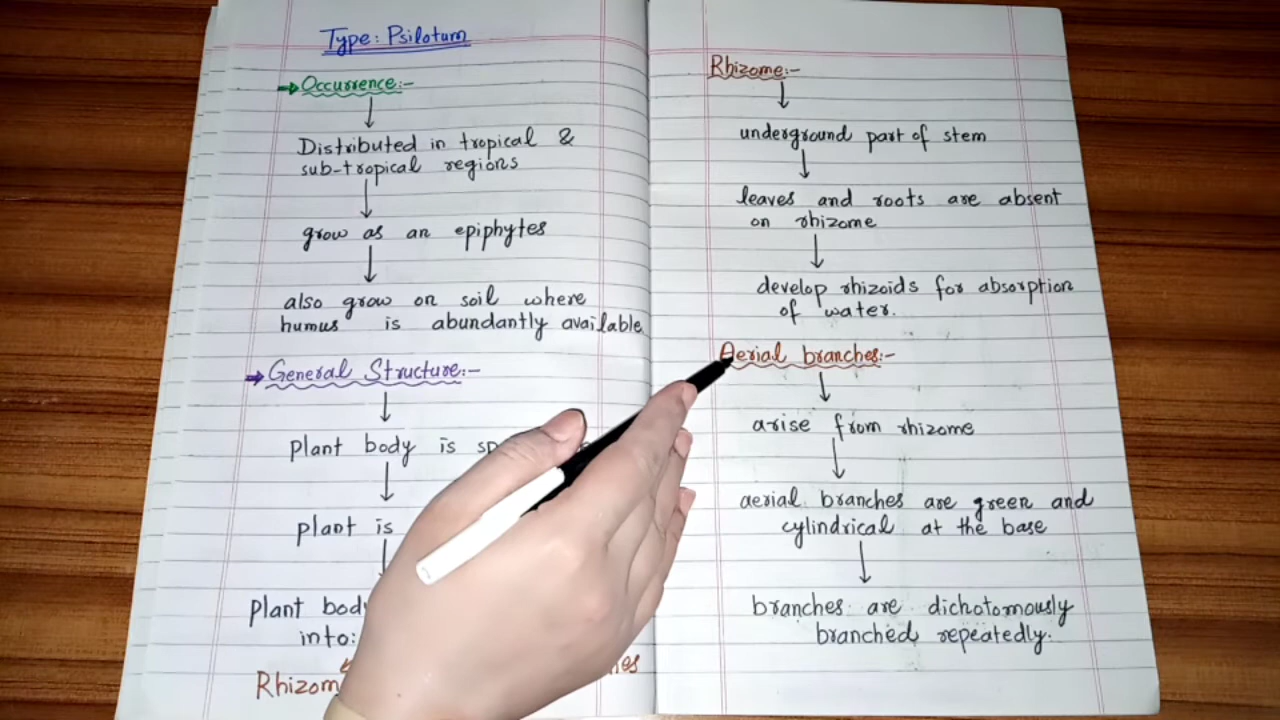 Type: Psilotum
Occurrence:-
Distributed in tropical &
sub-tropical regions
grow as an epiphytes
also grow on soil where
humus is abundantly available
General Structure:-
plant body is
plant is
plant body
into:
Rhizome:-
underground part of stem
leaves and roots are absent
on rhizome
develop rhizoids for absorption
of water.
Aerial branches:-
arise from rhizome
aerial branches are green and
cylindrical at the base
branches are dichotomously
branched repeatedly.